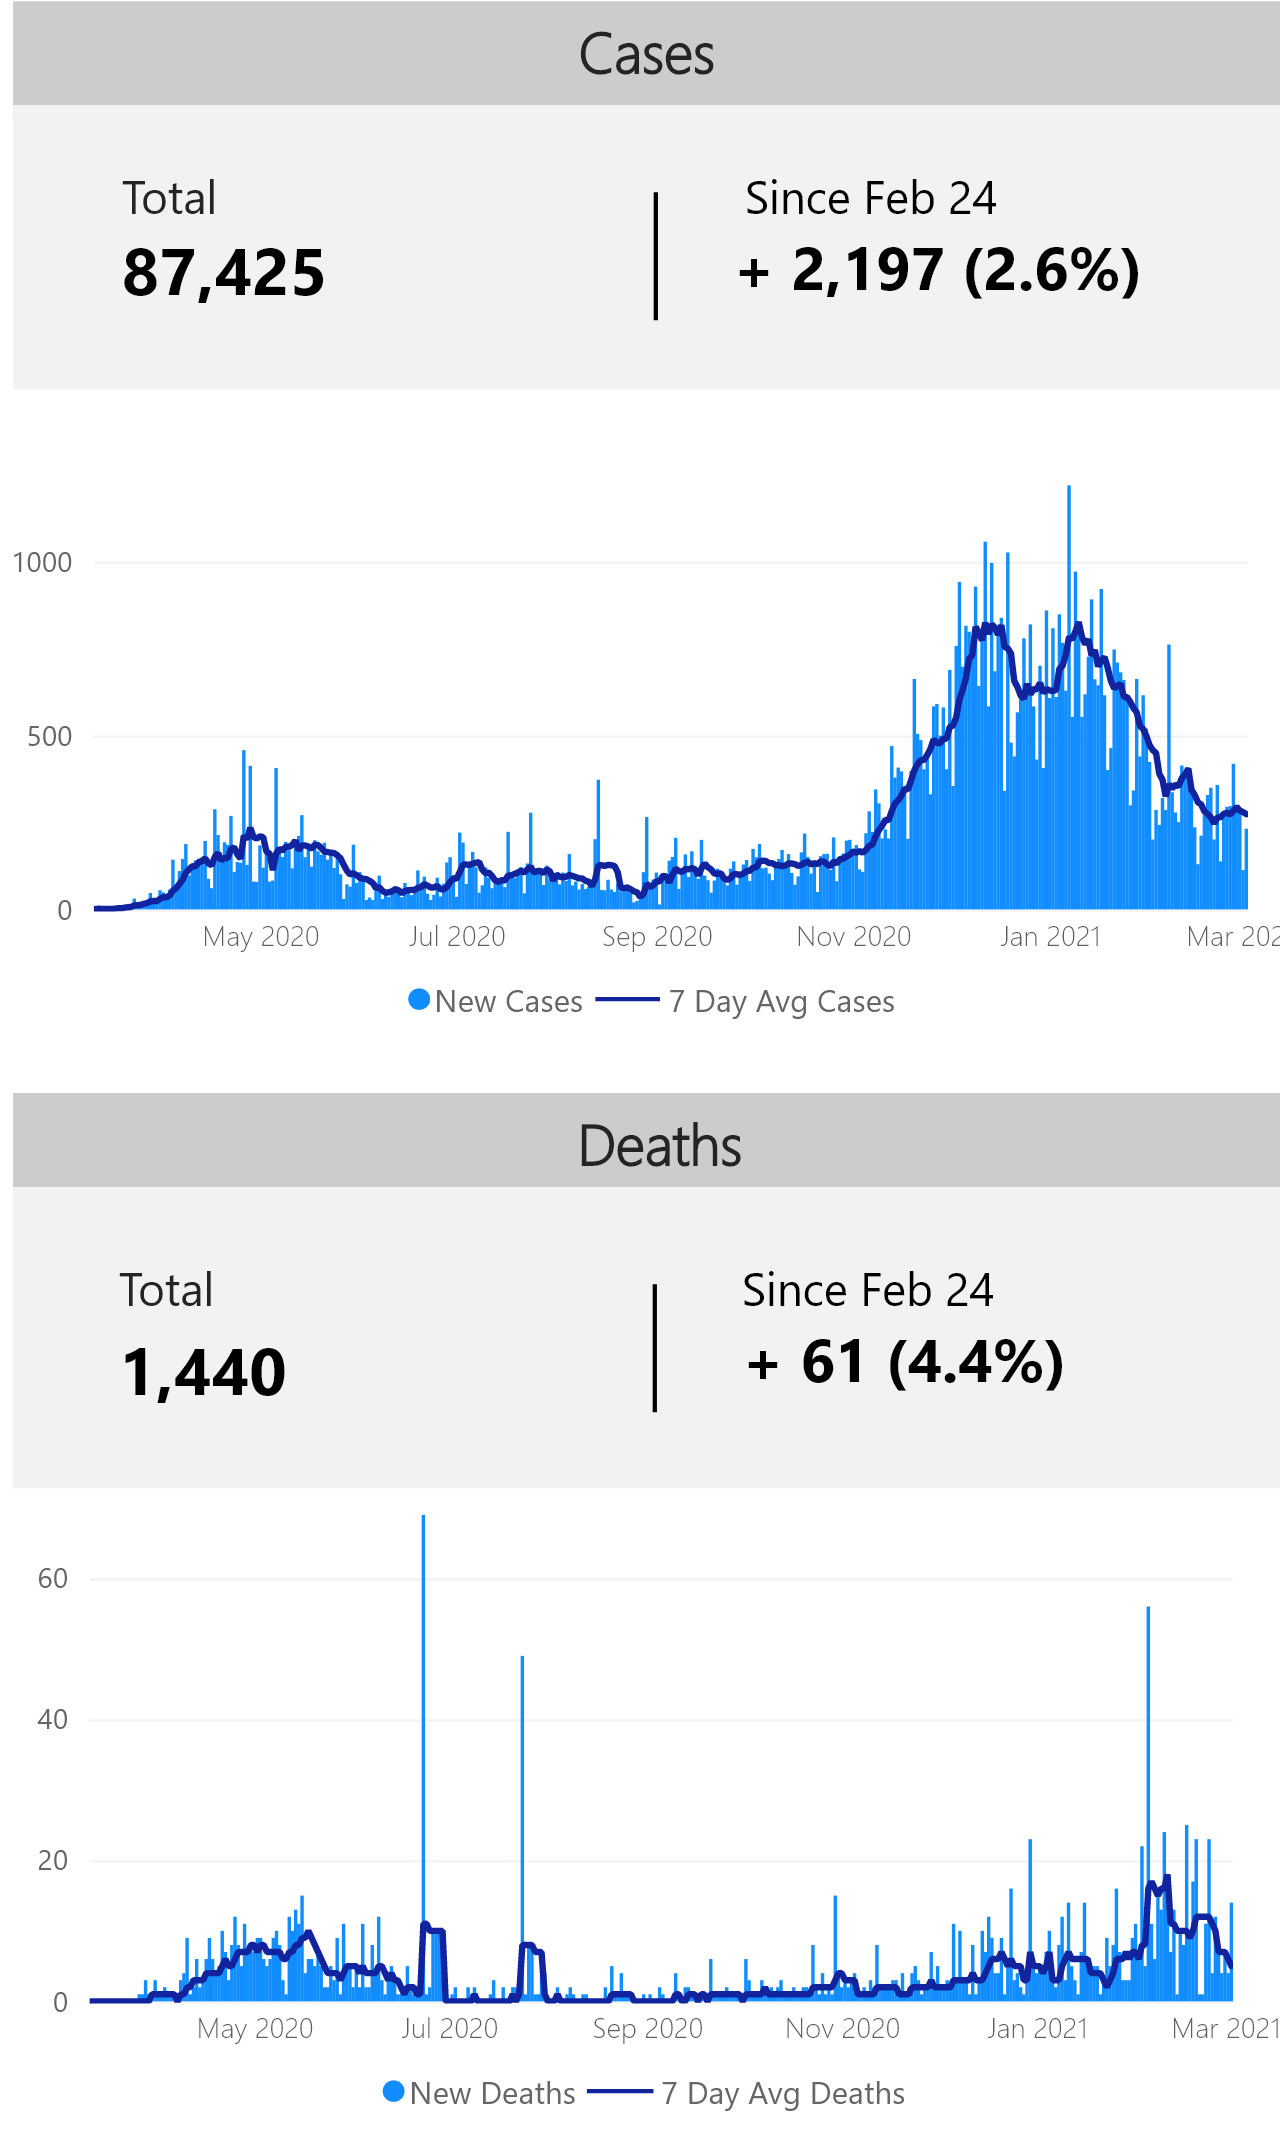 Cases
Total
Since Feb 24
87,425
+ 2,197 (2.6%)
1000
500
0
May 2020
Jul 2020
Sep 2020
Nov 2020
Jan 2021
Mar 202
New Cases
7 Day Avg Cases
Deaths
Total
Since Feb 24
1,440
+ 61 (4.4%)
60
40
20
0
May 2020
Jul 2020
Sep 2020
Nov 2020
Jan 2021
Mar 2021
New Deaths
7 Day Avg Deaths